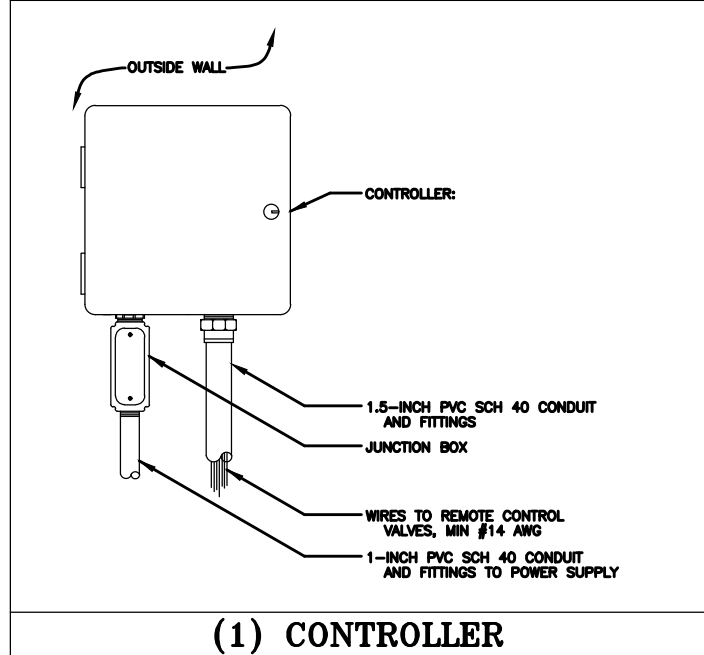 OUTSIDE WALL
CONTROLLER:
1.5-INCH PVC SCH 40 CONDUIT
AND FITTINGS
JUNCTION BOX
WIRES TO REMOTE CONTROL
VALVES, MIN #14 AWG
1-INCH PVC SCH 40 CONDUIT
AND FITTINGS TO POWER SUPPLY
(1) CONTROLLER